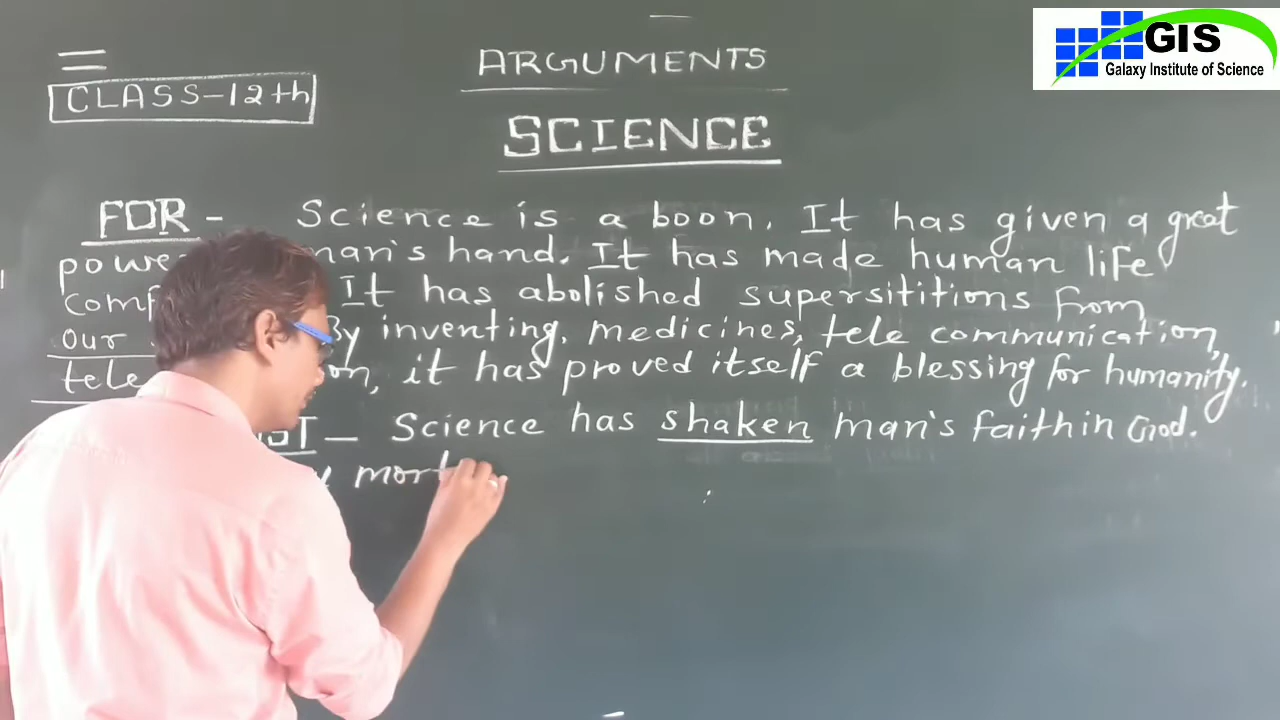 ARGUMENTS
GIS
Galaxy Institute of Science
CLASS-12th
SCIENCE
FOR - Science is a boon. It has given a great
man's hand. It has made human life
It has abolished supersititions from
our By inventing, medicines, tele communication,
tele it has proved itself a blessing for humanity.
Science has shaken man's faith in God.